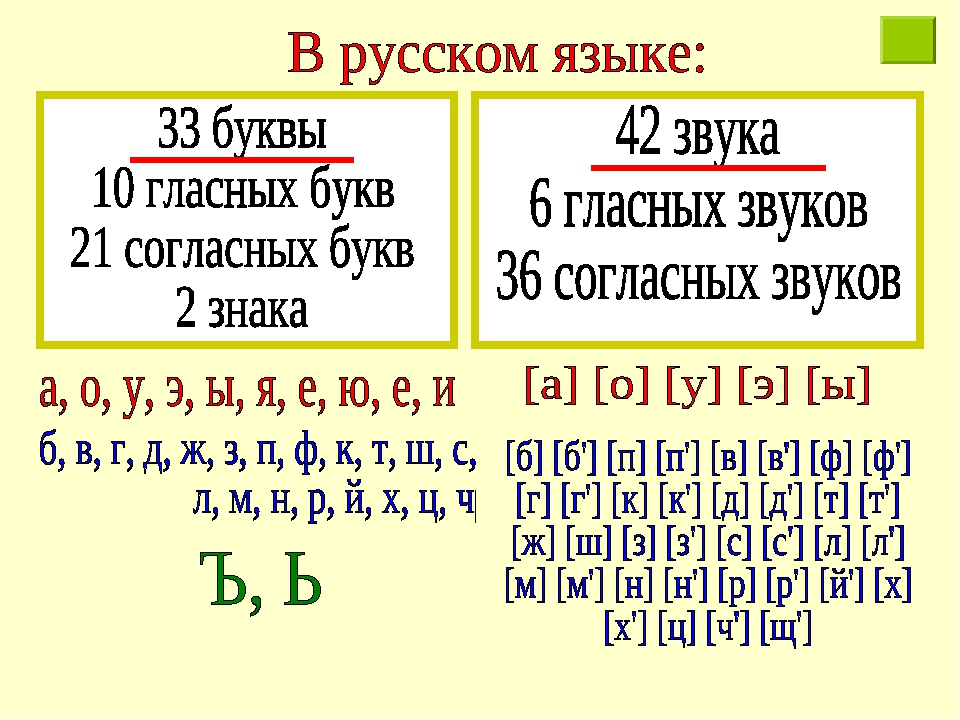 В русском языке:
33 буквы
10 гласных букв
21 согласных букв
2 знака
42 звука
6 гласных звуков
36 согласных звуков
а, о, у, э, ы, я, е, ю, е, и
б, в, г, д, ж, з, п, ф, к, т, ш, с,
л, м, н, р, й, х, ц, ч
Ъ, Ь
[а] [о] [у] [э] [ы]
[б] [б'] [п] [п'] [в] [в'] [ф] [ф']
[г] [г'] [к] [к'] [д] [д'] [т] [т']
[ж] [ш] [з] [з'] [с] [с'] [л] [л']
[м] [м'] [н] [н'] [р] [р'] [й'] [х]
[х'] [ц] [ч'] [щ']